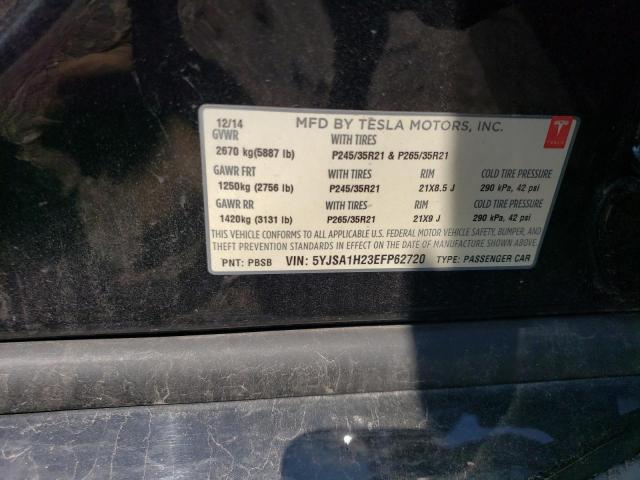 12/14 MFD BY TESLA MOTORS, INC.
GVWR WITH TIRES
2670 kg(5887 lb) P245/35R21 & P265/35R21
GAWR FRT WITH TIRES RIM COLD TIRE PRESSURE
1250kg (2756 lb) P245/35R21 21X8.5 J 290 kPa, 42 psi
GAWR RR WITH TIRES RIM COLD TIRE PRESSURE
1420kg (3131 lb) P265/35R21 21X9 J 290 kPa, 42 psi
THIS VEHICLE CONFORMS TO ALL APPLICABLE U.S. FEDERAL MOTOR VEHICLE SAFETY, BUMPER, AND
THEFT PREVENTION STANDARDS IN EFFECT ON THE DATE OF MANUFACTURE SHOWN ABOVE.
PNT: PBSB VIN: 5YJSA1H23EFP62720 TYPE: PASSENGER CAR
TESLA